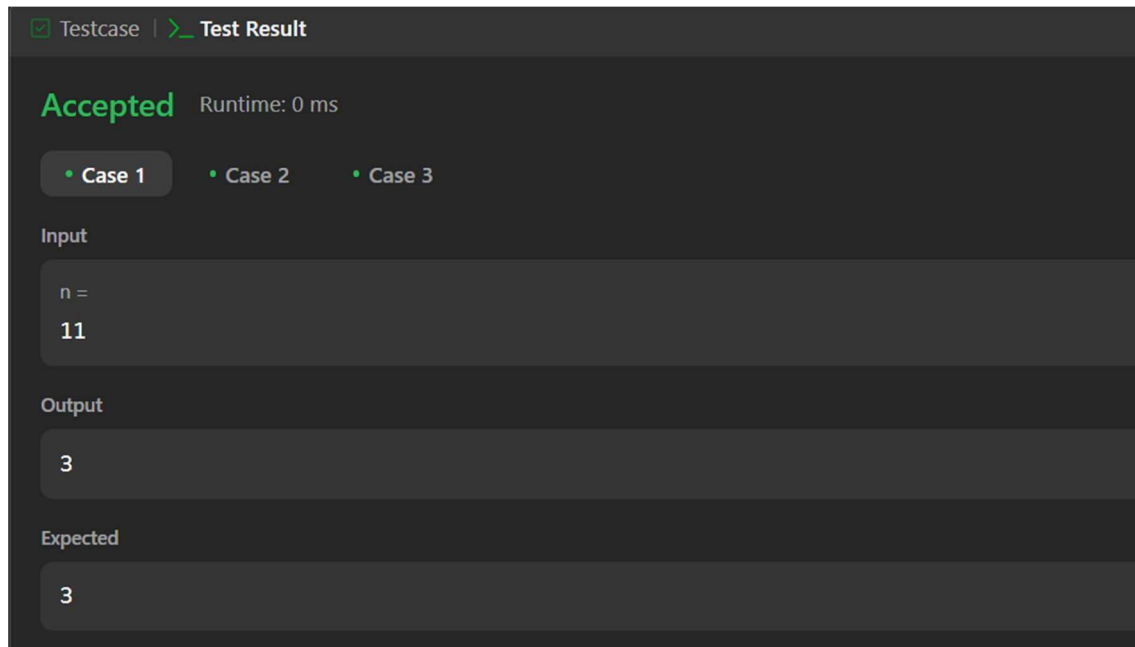 Testcase | >_ Test Result
Accepted Runtime: 0 ms
• Case 1 • Case 2 • Case 3
Input
n =
11
Output
3
Expected
3